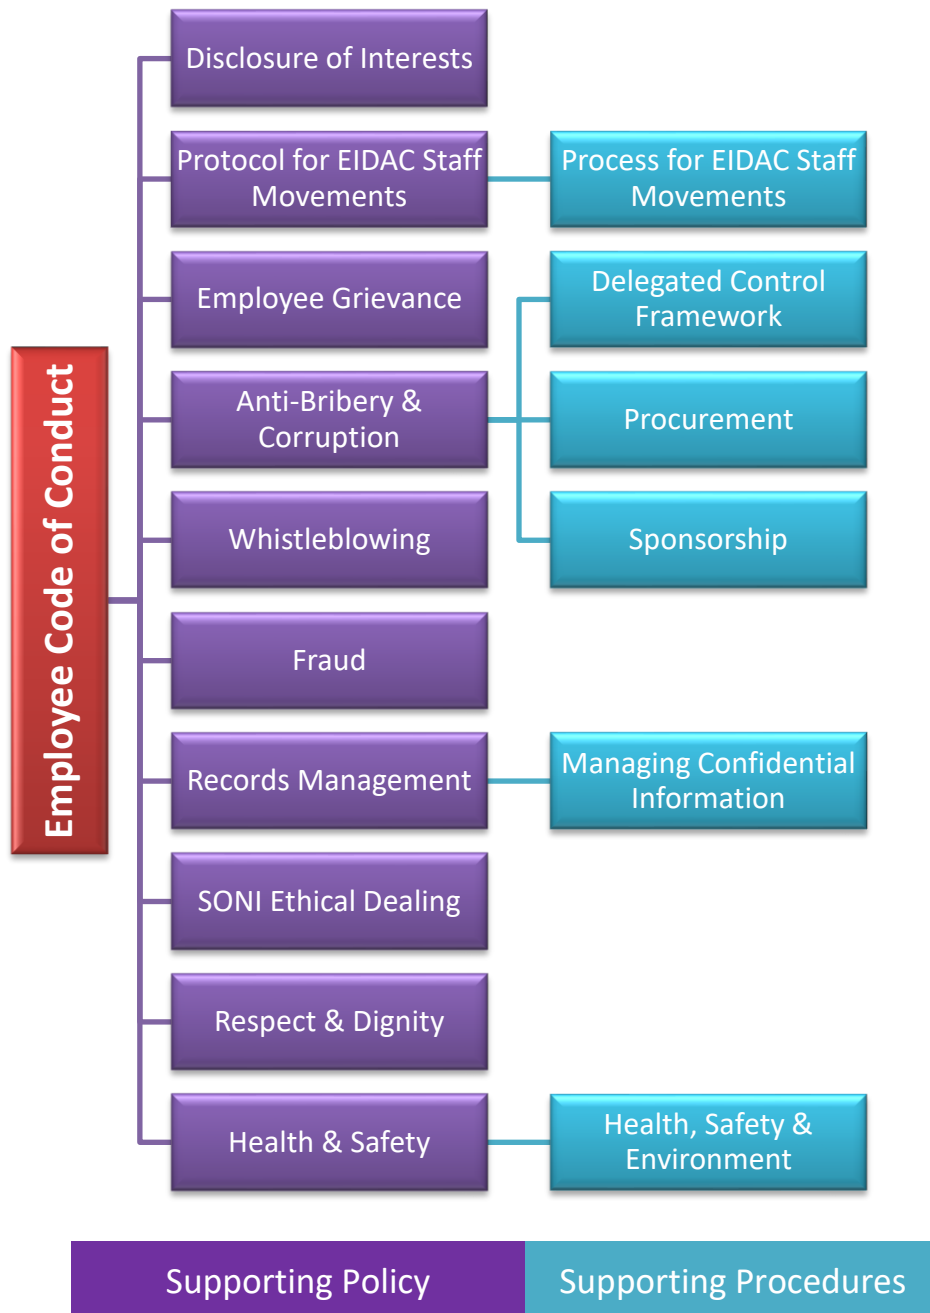 Employee Code of Conduct
Disclosure of Interests
Protocol for EIDAC Staff
Movements
Process for EIDAC Staff
Movements
Employee Grievance
Anti-Bribery &
Corruption
Delegated Control
Framework
Procurement
Sponsorship
Whistleblowing
Fraud
Records Management
Managing Confidential
Information
SONI Ethical Dealing
Respect & Dignity
Health & Safety
Health, Safety &
Environment
Supporting Policy
Supporting Procedures